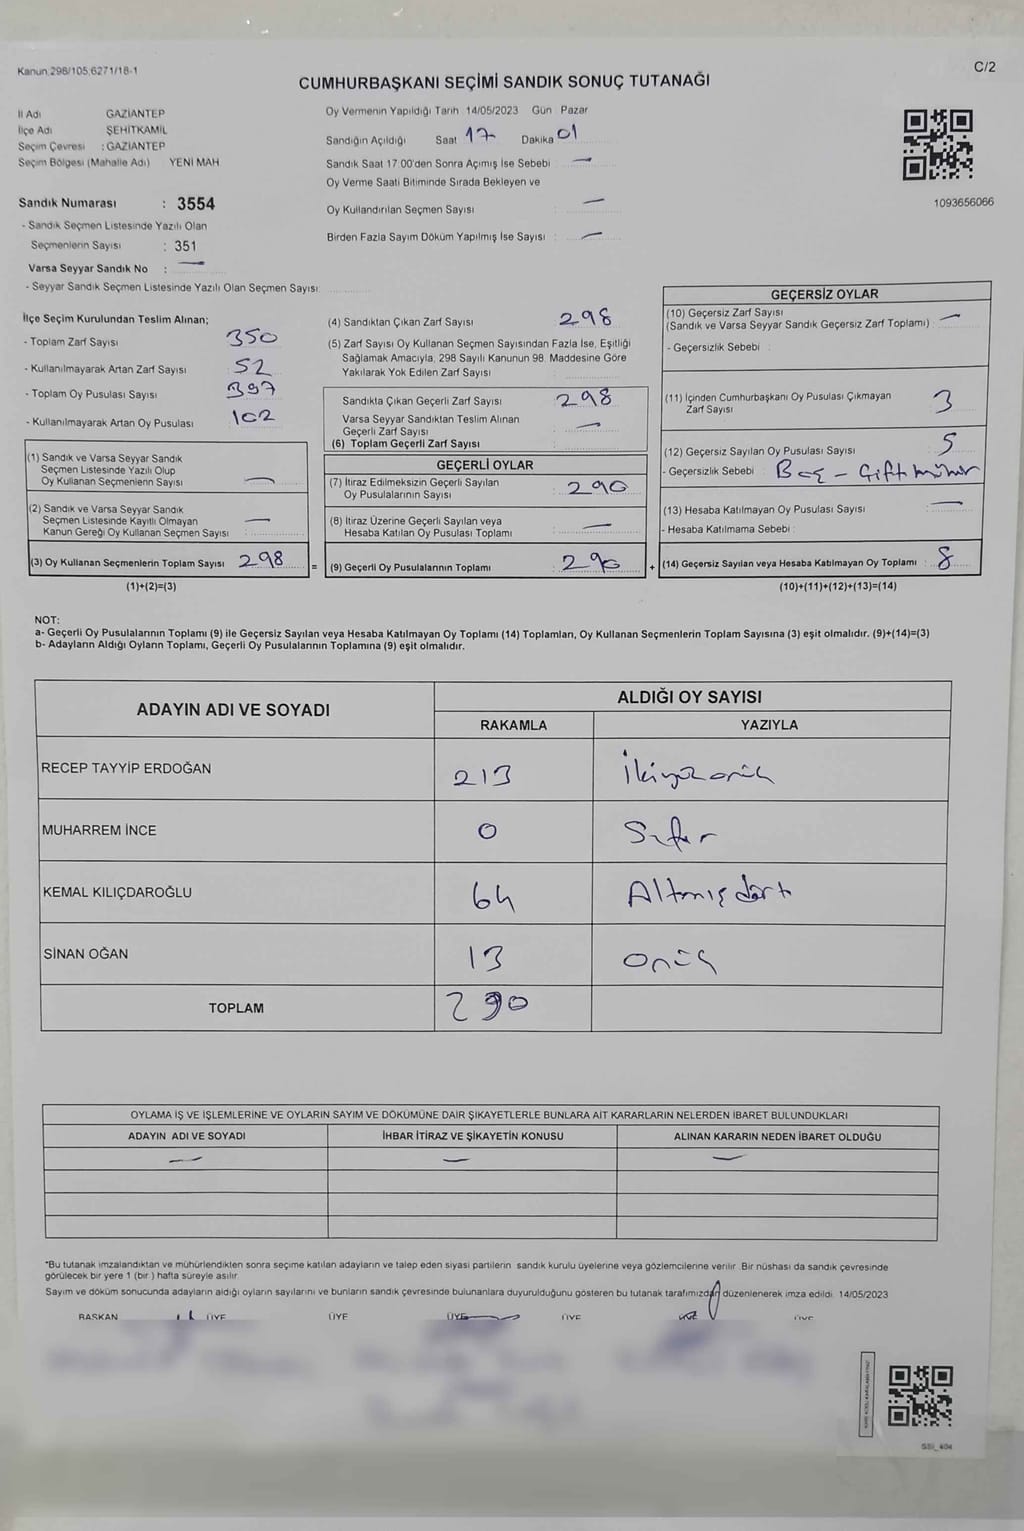 Kanun.298/105,6271/18-1
C/2
CUMHURBAŞKANI SEÇİMİ SANDIK SONUÇ TUTANAĞI
İl Adı GAZİANTEP
İlçe Adı ŞEHİTKAMİL
Seçim Çevresi : GAZİANTEP
Seçim Bölgesi (Mahalle Adı) YENİ MAH
Sandık Numarası : 3554
- Sandık Seçmen Listesinde Yazılı Olan
Seçmenlerin Sayısı : 351
Varsa Seyyar Sandık No : —
- Seyyar Sandık Seçmen Listesinde Yazılı Olan Seçmen Sayısı:
Oy Vermenin Yapıldığı Tarih 14/05/2023 Gün : Pazar
Sandığın Açıldığı Saat 17 Dakika 01
Sandık Saat 17:00'den Sonra Açımış İse Sebebi : —
Oy Verme Saati Bitiminde Sırada Bekleyen ve
Oy Kullandırılan Seçmen Sayısı : —
Birden Fazla Sayım Döküm Yapılmış İse Sayısı : —
1093656066
İlçe Seçim Kurulundan Teslim Alınan;
- Toplam Zarf Sayısı 350
- Kullanılmayarak Artan Zarf Sayısı 52
- Toplam Oy Pusulası Sayısı 397
- Kullanılmayarak Artan Oy Pusulası 102
(1) Sandık ve Varsa Seyyar Sandık
Seçmen Listesinde Yazılı Olup
Oy Kullanan Seçmenlerin Sayısı : —
(2) Sandık ve Varsa Seyyar Sandık
Seçmen Listesinde Kayıtlı Olmayan
Kanun Gereği Oy Kullanan Seçmen Sayısı : —
(3) Oy Kullanan Seçmenlerin Toplam Sayısı 298
(1)+(2)=(3)
(4) Sandıktan Çıkan Zarf Sayısı 298
(5) Zarf Sayısı Oy Kullanan Seçmen Sayısından Fazla İse, Eşitliği
Sağlamak Amacıyla, 298 Sayılı Kanunun 98. Maddesine Göre
Yakılarak Yok Edilen Zarf Sayısı :
Sandıkta Çıkan Geçerli Zarf Sayısı : 298
Varsa Seyyar Sandıktan Teslim Alınan
Geçerli Zarf Sayısı : —
(6) Toplam Geçerli Zarf Sayısı :
GEÇERLİ OYLAR
(7) İtiraz Edilmeksizin Geçerli Sayılan
Oy Pusulalarının Sayısı : 290
(8) İtiraz Üzerine Geçerli Sayılan veya
Hesaba Katılan Oy Pusulası Toplamı : —
= (9) Geçerli Oy Pusulalarının Toplamı : 290 +
GEÇERSİZ OYLAR
(10) Geçersiz Zarf Sayısı
(Sandık ve Varsa Seyyar Sandık Geçersiz Zarf Toplamı) : —
- Geçersizlik Sebebi :
(11) İçinden Cumhurbaşkanı Oy Pusulası Çıkmayan
Zarf Sayısı 3
(12) Geçersiz Sayılan Oy Pusulası Sayısı : 5
- Geçersizlik Sebebi : Boş - Çift mühür
(13) Hesaba Katılmayan Oy Pusulası Sayısı : —
- Hesaba Katılmama Sebebi :
(14) Geçersiz Sayılan veya Hesaba Katılmayan Oy Toplamı : 8
(10)+(11)+(12)+(13)=(14)
NOT:
a- Geçerli Oy Pusulalarının Toplamı (9) ile Geçersiz Sayılan veya Hesaba Katılmayan Oy Toplamı (14) Toplamları, Oy Kullanan Seçmenlerin Toplam Sayısına (3) eşit olmalıdır. (9)+(14)=(3)
b- Adayların Aldığı Oyların Toplamı, Geçerli Oy Pusulalarının Toplamına (9) eşit olmalıdır.
ADAYIN ADI VE SOYADI
ALDIĞI OY SAYISI
RAKAMLA YAZIYLA
RECEP TAYYİP ERDOĞAN 213 İkiyüzonüç
MUHARREM İNCE 0 Sıfır
KEMAL KILIÇDAROĞLU 64 Altmışdört
SİNAN OĞAN 13 Onüç
TOPLAM 290
OYLAMA İŞ VE İŞLEMLERİNE VE OYLARIN SAYIM VE DÖKÜMÜNE DAİR ŞİKAYETLERLE BUNLARA AİT KARARLARIN NELERDEN İBARET BULUNDUKLARI
ADAYIN ADI VE SOYADI İHBAR İTİRAZ VE ŞİKAYETİN KONUSU ALINAN KARARIN NEDEN İBARET OLDUĞU
— — —
*Bu tutanak imzalandıktan ve mühürlendikten sonra seçime katılan adayların ve talep eden siyasi partilerin sandık kurulu üyelerine veya gözlemcilerine verilir. Bir nüshası da sandık çevresinde
görülecek bir yere 1 (bir ) hafta süreyle asılır.
Sayım ve döküm sonucunda adayların aldığı oyların sayılarını ve bunların sandık çevresinde bulunanlara duyurulduğunu gösteren bu tutanak tarafımızdan düzenlenerek imza edildi. 14/05/2023
BAŞKAN ÜYE ÜYE ÜYE ÜYE ÜYE
SSI_404